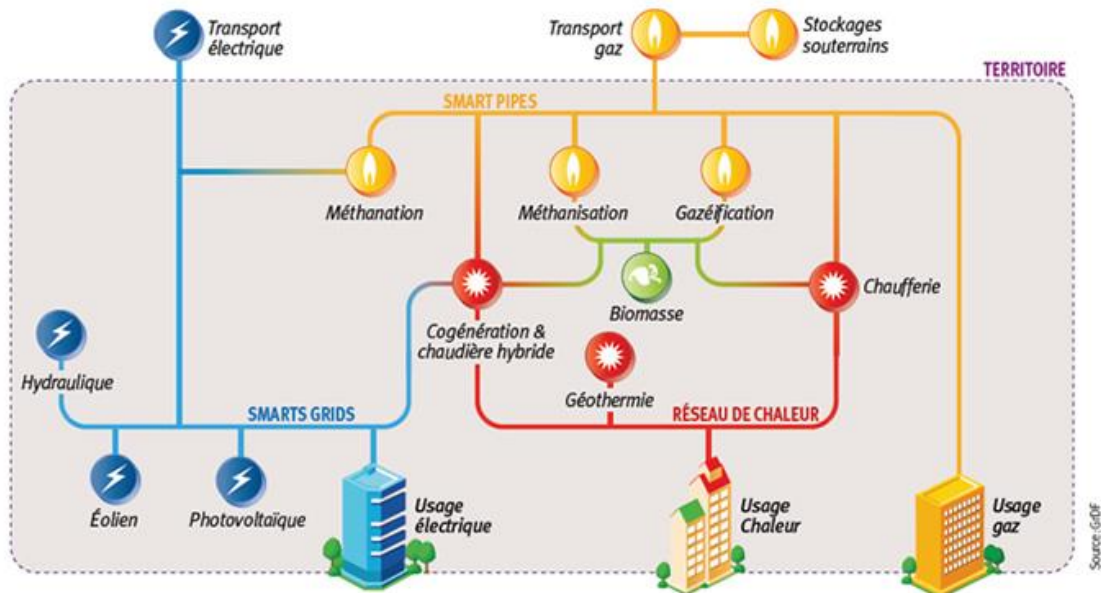 Transport
électrique
Transport
gaz
Stockages
souterrains
TERRITOIRE
SMART PIPES
Méthanation
Méthanisation
Gazéification
Biomasse
Chaufferie
Cogénération &
chaudière hybride
Hydraulique
Géothermie
SMARTS GRIDS
RÉSEAU DE CHALEUR
Éolien
Photovoltaïque
Usage
électrique
Usage
Chaleur
Usage
gaz
Source : GrDF